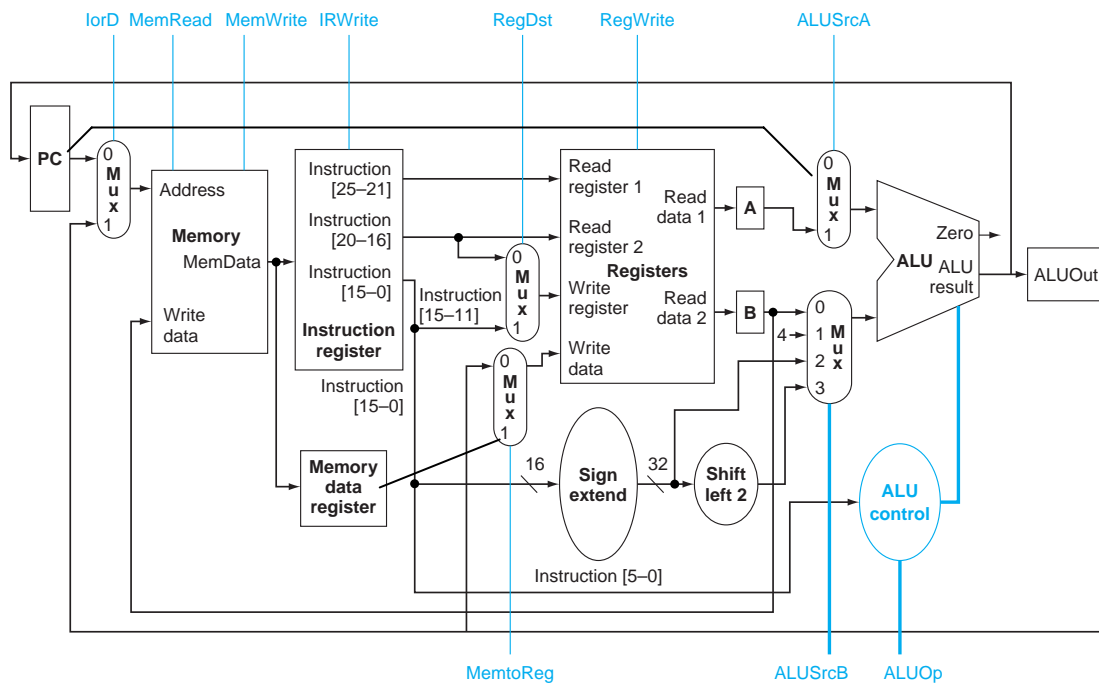 IorD MemRead MemWrite IRWrite RegDst RegWrite ALUSrcA
PC
0
M
u
x
1
Address
Memory
MemData
Write
data
Instruction
[25–21]
Instruction
[20–16]
Instruction
[15–0]
Instruction
register
Instruction
[15–11]
Instruction
[15–0]
0
M
u
x
1
0
M
u
x
1
Memory
data
register
Read
register 1
Read
register 2
Registers
Write
register
Write
data
Read
data 1
Read
data 2
A
B
0
M
u
x
1
4
0
1
2
3
M
u
x
Zero
ALU
ALU
result
ALUOut
16
Sign
extend
32
Shift
left 2
ALU
control
Instruction [5–0]
MemtoReg ALUSrcB ALUOp